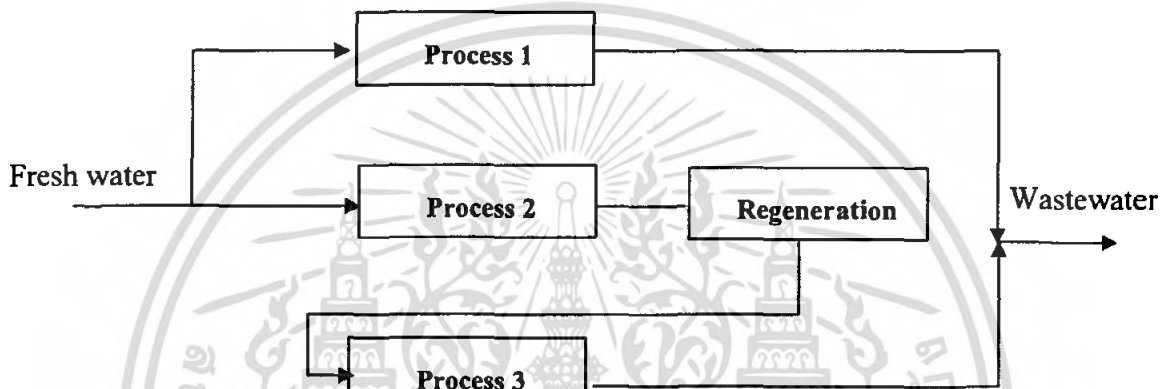 Process 1
Fresh water
Process 2
Regeneration
Wastewater
Process 3